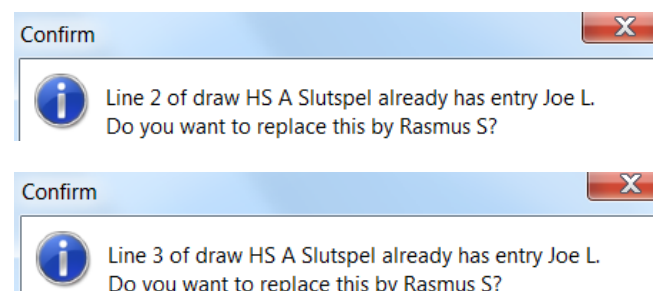 Confirm
Line 2 of draw HS A Slutspel already has entry Joe L.
Do you want to replace this by Rasmus S?
Confirm
Line 3 of draw HS A Slutspel already has entry Joe L.
Do you want to replace this by Rasmus S?